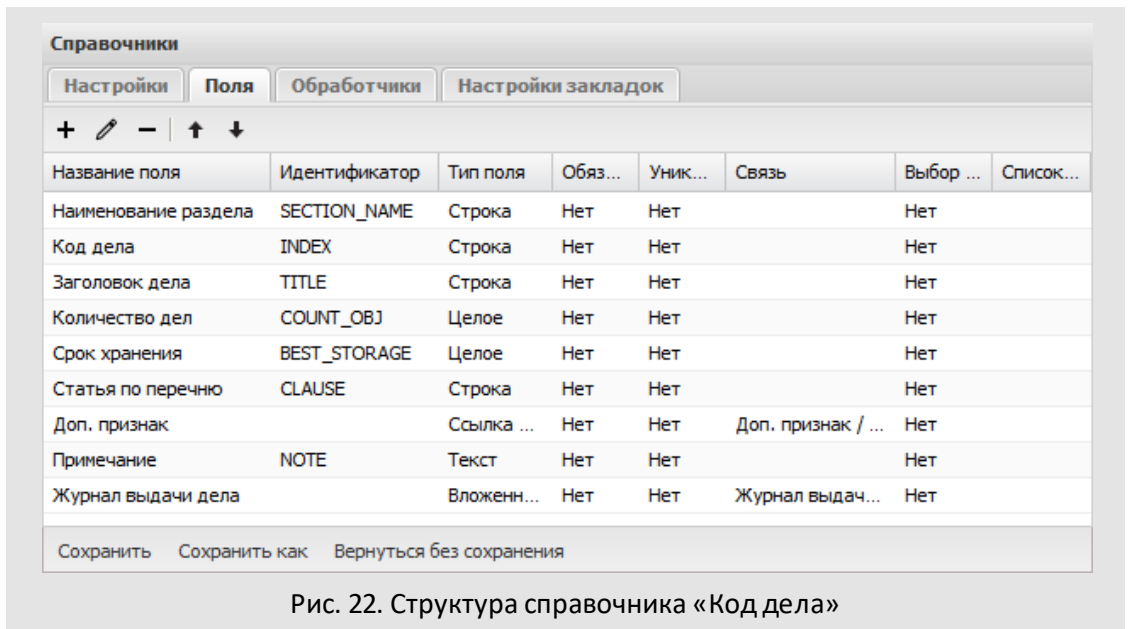 Справочники
Настройки Поля Обработчики Настройки закладок
Название поля Идентификатор Тип поля Обяз... Уник... Связь Выбор ... Список...
Наименование раздела SECTION_NAME Строка Нет Нет Нет
Код дела INDEX Строка Нет Нет Нет
Заголовок дела TITLE Строка Нет Нет Нет
Количество дел COUNT_OBJ Целое Нет Нет Нет
Срок хранения BEST_STORAGE Целое Нет Нет Нет
Статья по перечню CLAUSE Строка Нет Нет Нет
Доп. признак Ссылка ... Нет Нет Доп. признак / ... Нет
Примечание NOTE Текст Нет Нет Нет
Журнал выдачи дела Вложенн... Нет Нет Журнал выдач... Нет
Сохранить Сохранить как Вернуться без сохранения
Рис. 22. Структура справочника «Код дела»